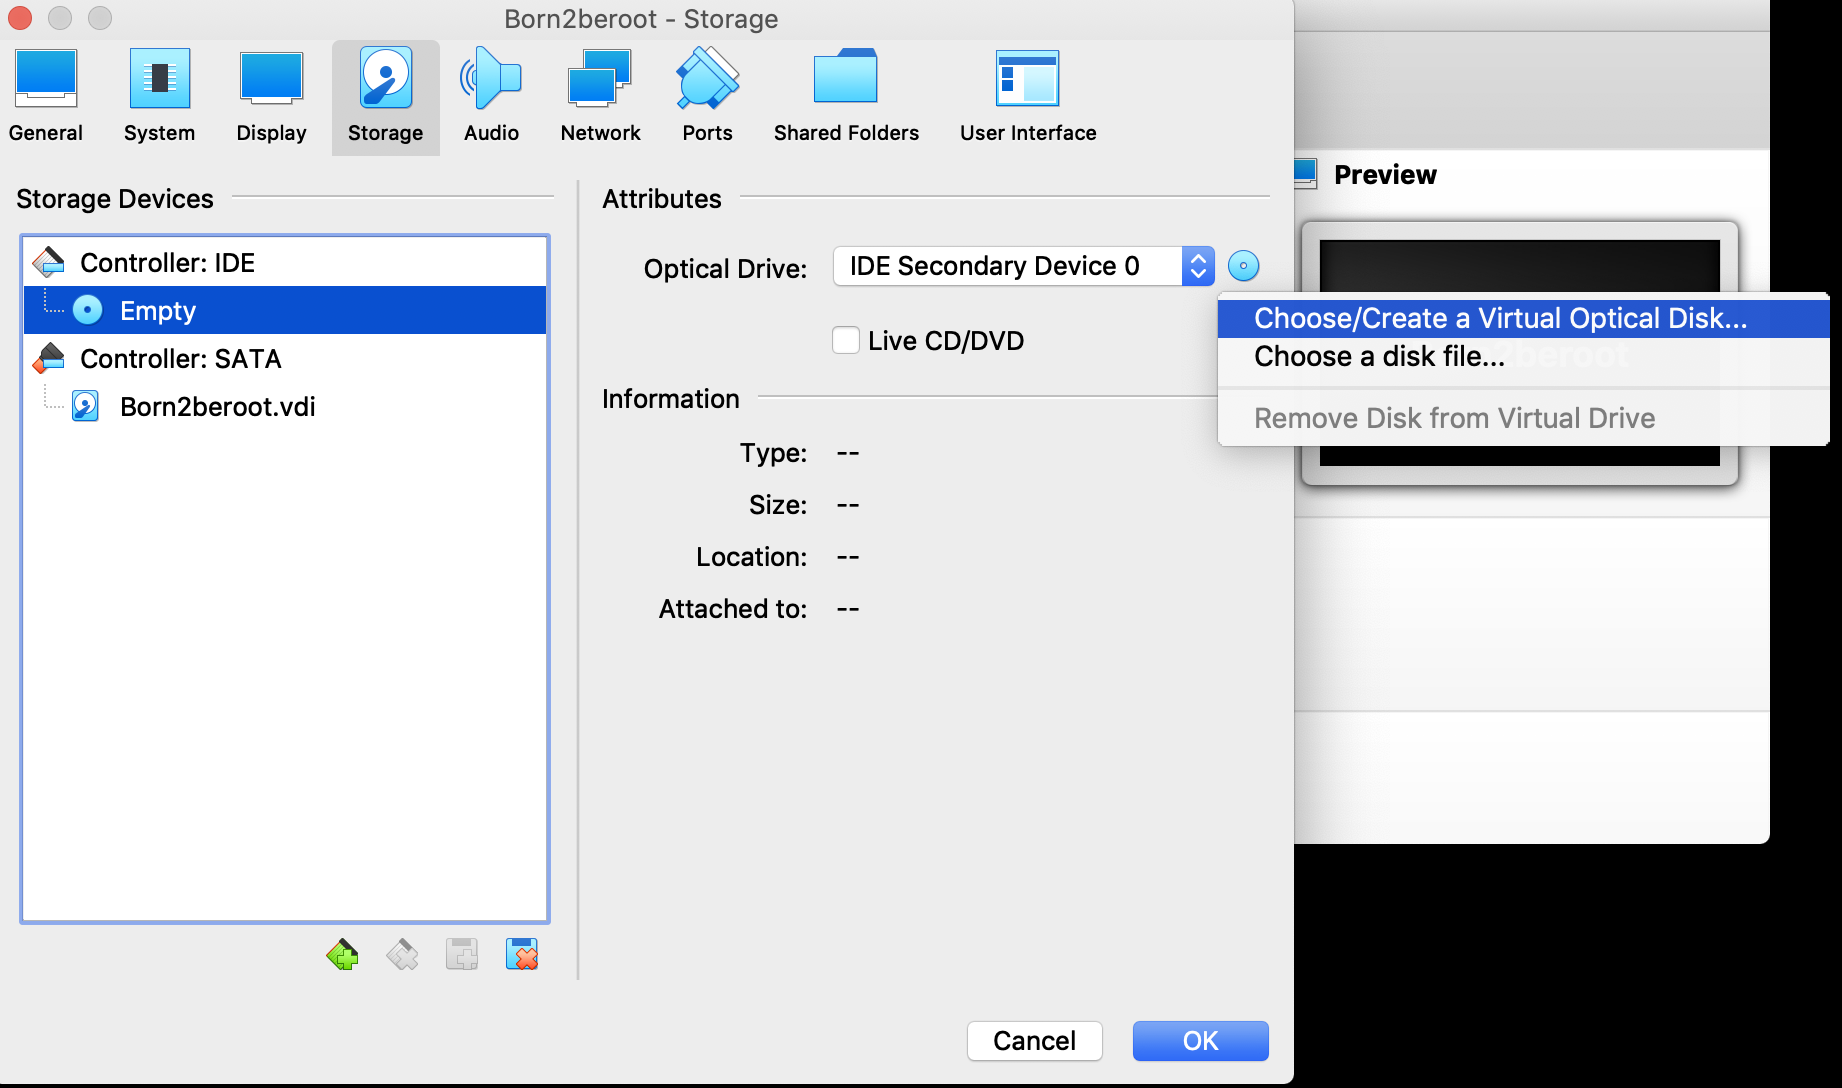 Born2beroot - Storage
General
System
Display
Storage
Audio
Network
Ports
Shared Folders
User Interface
Storage Devices
Controller: IDE
Empty
Controller: SATA
Born2beroot.vdi
Attributes
Optical Drive: IDE Secondary Device 0
Live CD/DVD
Information
Type: --
Size: --
Location: --
Attached to: --
Cancel
OK
Preview
Choose/Create a Virtual Optical Disk...
Choose a disk file...
Remove Disk from Virtual Drive